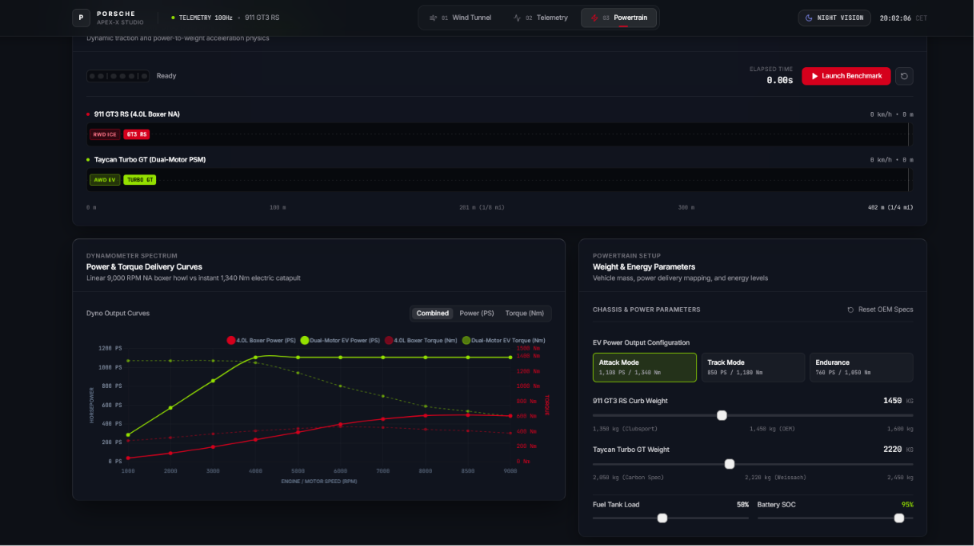 P
PORSCHE
APEX-X STUDIO
TELEMETRY 100Hz • 911 GT3 RS
01 Wind Tunnel
02 Telemetry
03 Powertrain
NIGHT VISION
20:02:06 CET
Dynamic traction and power-to-weight acceleration physics
Ready
ELAPSED TIME
0.00s
Launch Benchmark
911 GT3 RS (4.0L Boxer NA)
0 km/h • 0 m
RWD ICE
GT3 RS
Taycan Turbo GT (Dual-Motor PSM)
0 km/h • 0 m
AWD EV
TURBO GT
0 m
100 m
201 m (1/8 mi)
300 m
402 m (1/4 mi)
DYNAMOMETER SPECTRUM
Power & Torque Delivery Curves
Linear 9,000 RPM NA boxer howl vs instant 1,340 Nm electric catapult
Dyno Output Curves
Combined
Power (PS)
Torque (Nm)
4.0L Boxer Power (PS)
Dual-Motor EV Power (PS)
4.0L Boxer Torque (Nm)
Dual-Motor EV Torque (Nm)
1200 PS
1000 PS
800 PS
600 PS
400 PS
200 PS
0 PS
HORSEPOWER
1400 Nm
1200 Nm
1000 Nm
800 Nm
600 Nm
400 Nm
200 Nm
0 Nm
TORQUE
1000
2000
3000
4000
5000
6000
7000
8000
8500
9000
ENGINE / MOTOR SPEED (RPM)
POWERTRAIN SETUP
Weight & Energy Parameters
Vehicle mass, power delivery mapping, and energy levels
CHASSIS & POWER PARAMETERS
Reset OEM Specs
EV Power Output Configuration
Attack Mode
1,100 PS / 1,340 Nm
Track Mode
850 PS / 1,180 Nm
Endurance
760 PS / 1,050 Nm
911 GT3 RS Curb Weight
1450 KG
1,350 kg (Clubsport)
1,450 kg (OEM)
1,600 kg
Taycan Turbo GT Weight
2220 KG
2,050 kg (Carbon Spec)
2,220 kg (Weissach)
2,450 kg
Fuel Tank Load
50%
Battery SOC
95%